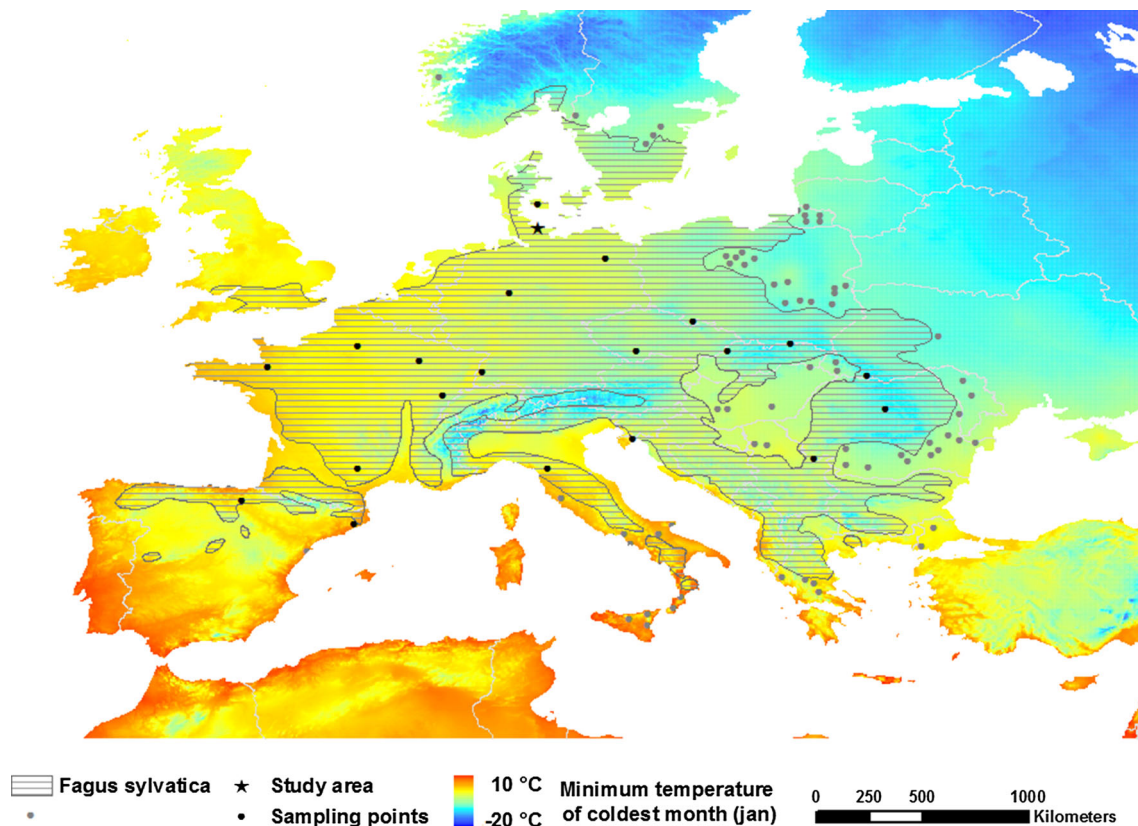 Fagus sylvatica
Study area
Sampling points
10 °C
-20 °C
Minimum temperature
of coldest month (jan)
0 250 500 1000
Kilometers